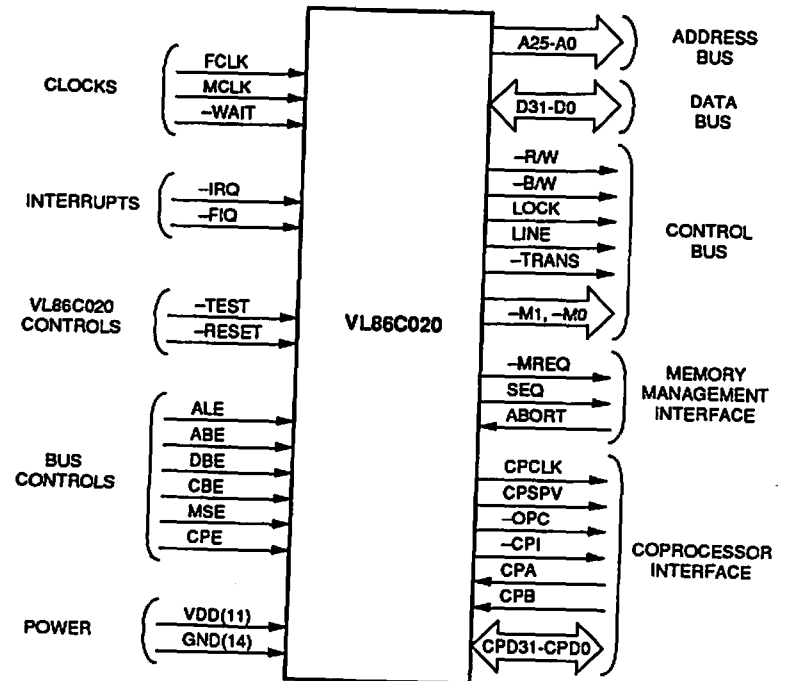 CLOCKS
FCLK
MCLK
–WAIT
INTERRUPTS
–IRQ
–FIQ
VL86C020
CONTROLS
–TEST
–RESET
BUS
CONTROLS
ALE
ABE
DBE
CBE
MSE
CPE
POWER
VDD(11)
GND(14)
VL86C020
A25-A0
ADDRESS
BUS
D31-D0
DATA
BUS
–R/W
–B/W
LOCK
LINE
–TRANS
–M1, –M0
CONTROL
BUS
–MREQ
SEQ
ABORT
MEMORY
MANAGEMENT
INTERFACE
CPCLK
CPSPV
–OPC
–CPI
CPA
CPB
CPD31-CPD0
COPROCESSOR
INTERFACE